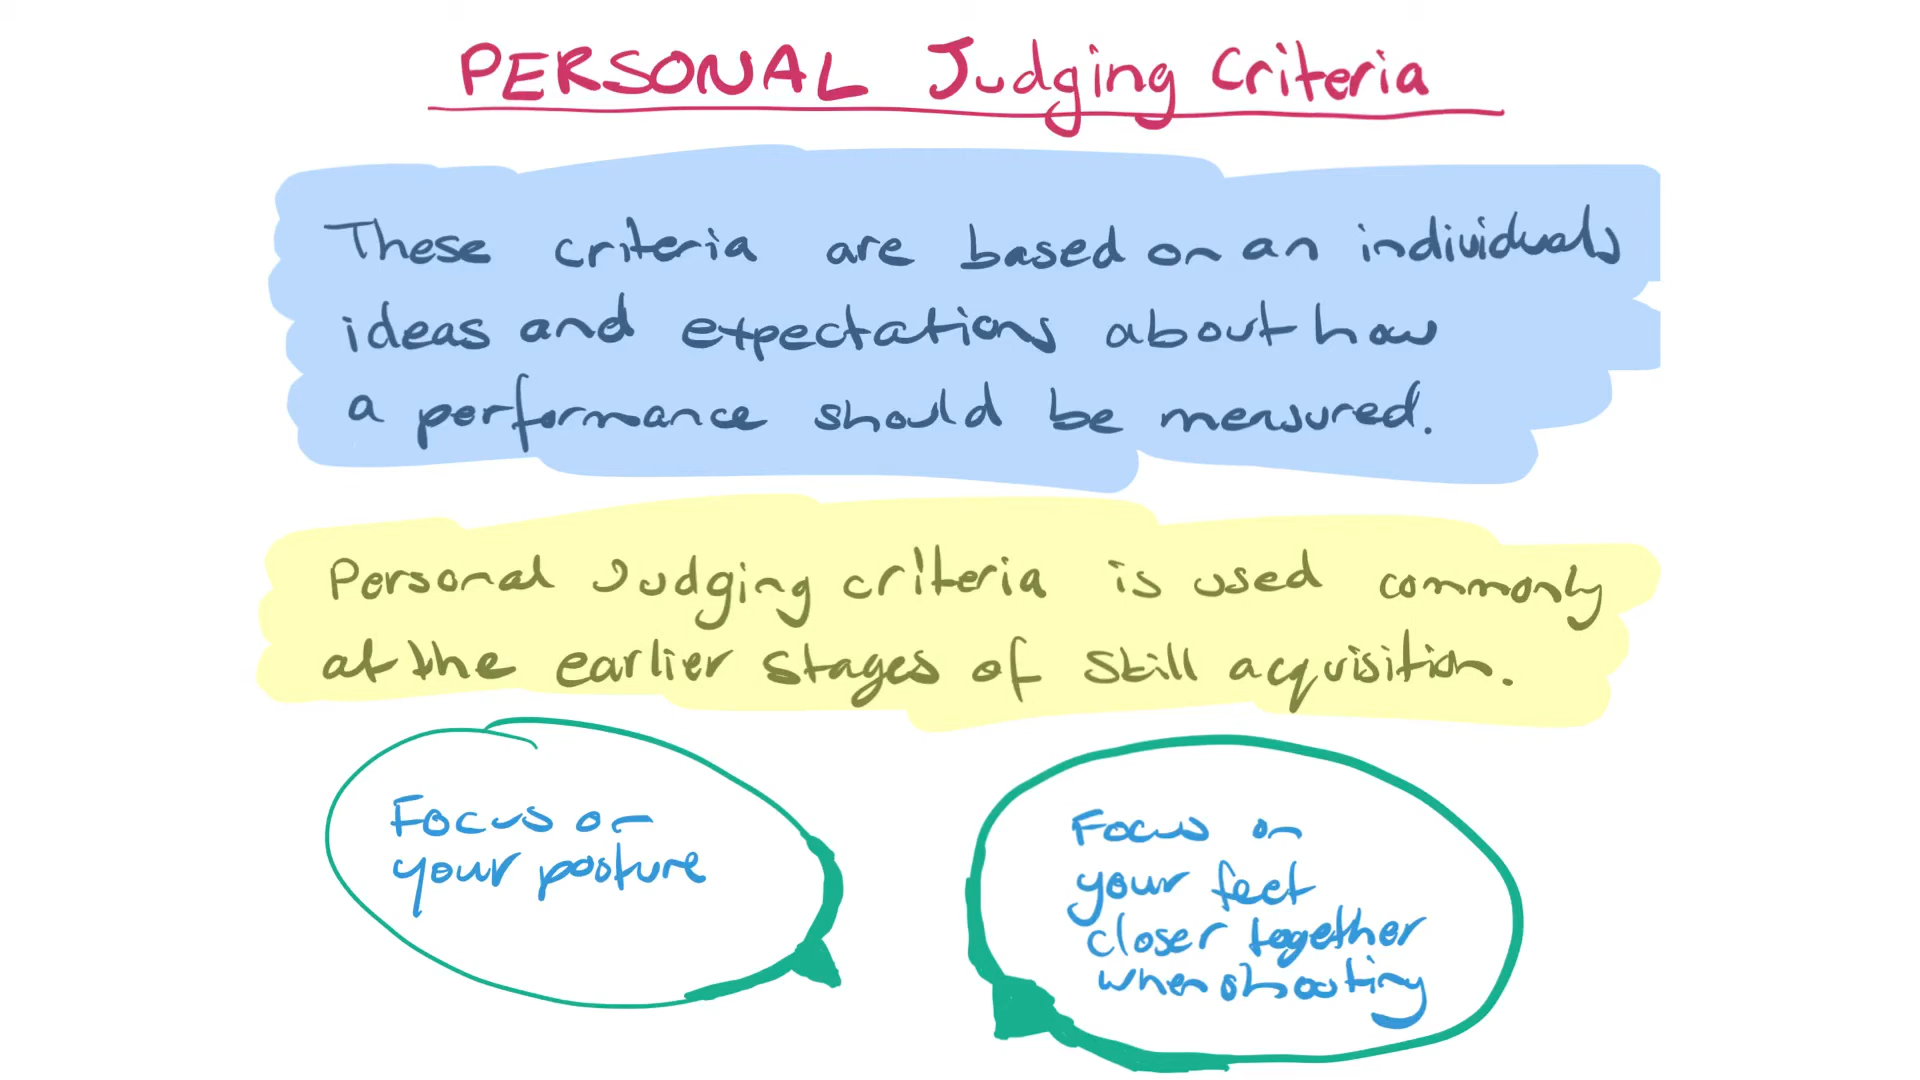 PERSONAL Judging Criteria
These criteria are based on an individuals
ideas and expectations about how
a performance should be measured.
Personal Judging criteria is used commonly
at the earlier stages of skill acquisition.
Focus on
your posture
Focus on
your feet
closer together
when shooting